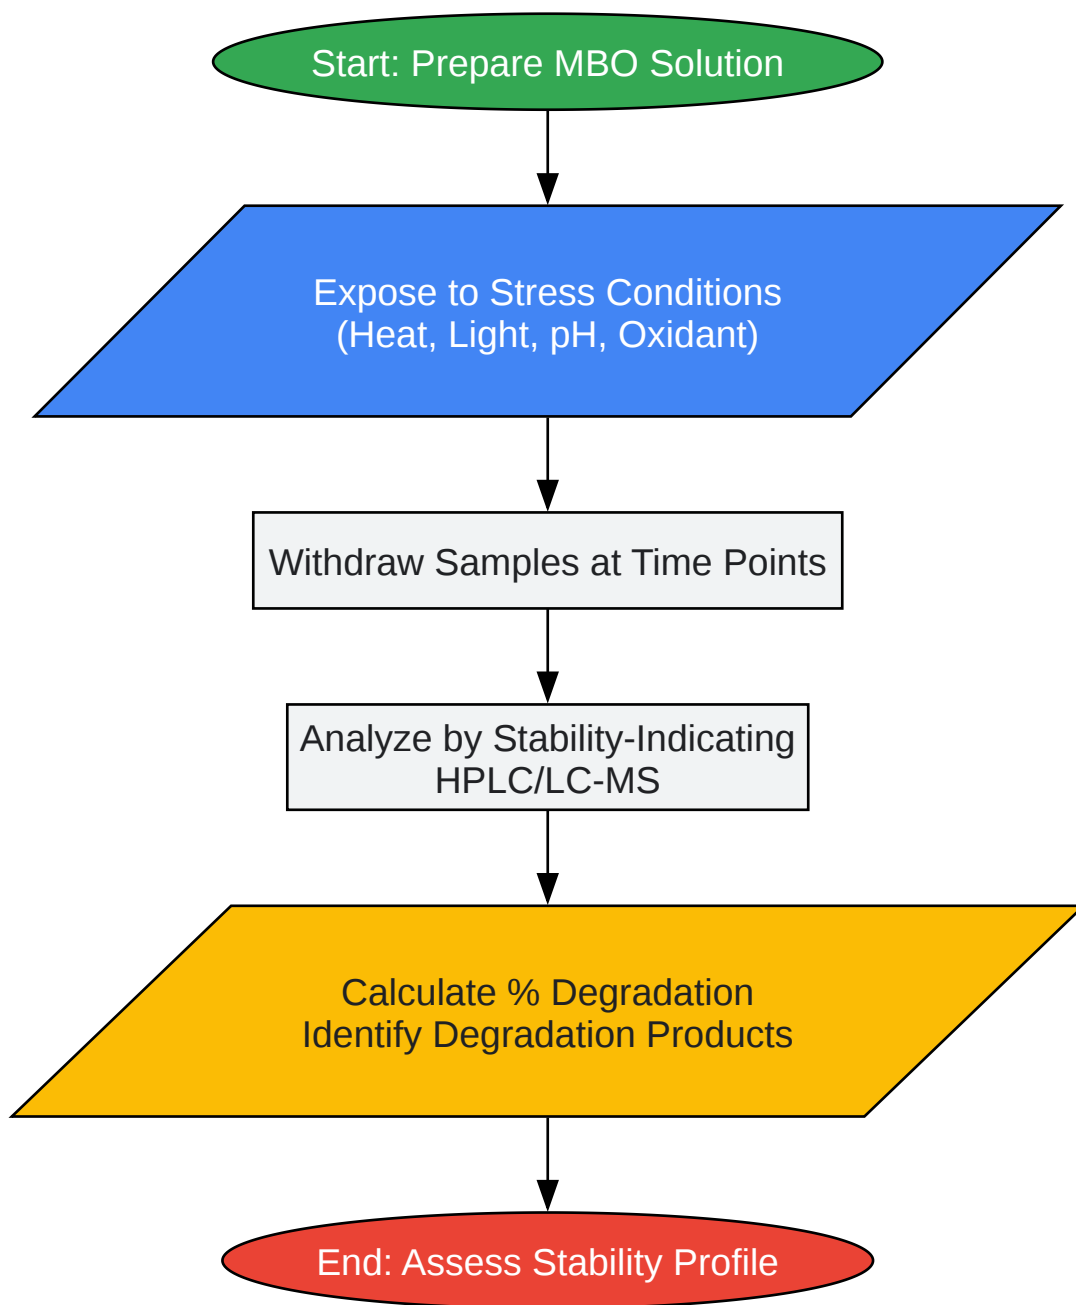 Start: Prepare MBO Solution
Expose to Stress Conditions
(Heat, Light, pH, Oxidant)
Withdraw Samples at Time Points
Analyze by Stability-Indicating
HPLC/LC-MS
Calculate % Degradation
Identify Degradation Products
End: Assess Stability Profile